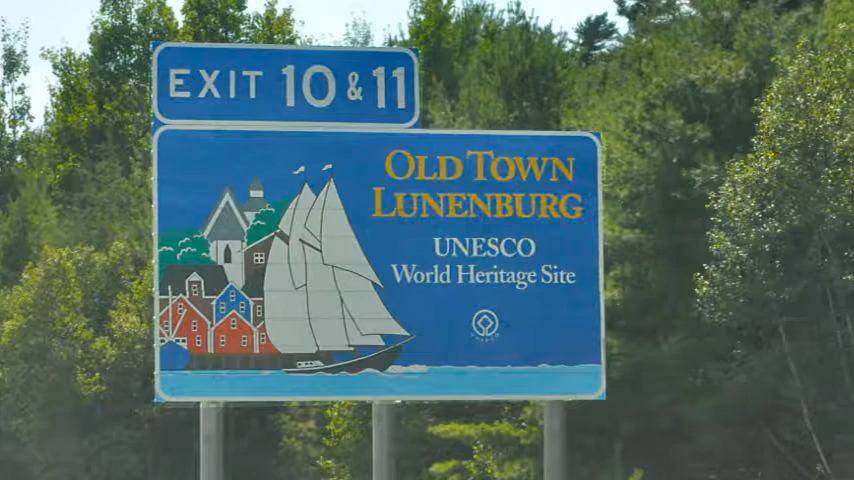 EXIT 10 & 11
OLD TOWN
LUNENBURG
UNESCO
World Heritage Site